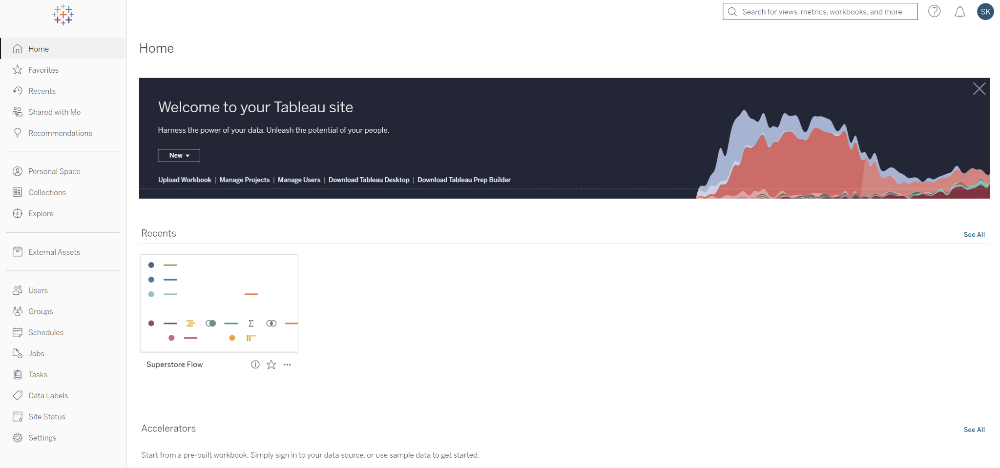 Search for views, metrics, workbooks, and more
SK
Home
Favorites
Recents
Shared with Me
Recommendations
Personal Space
Collections
Explore
External Assets
Users
Groups
Schedules
Jobs
Tasks
Data Labels
Site Status
Settings
Home
Welcome to your Tableau site
Harness the power of your data. Unleash the potential of your people.
New
Upload Workbook | Manage Projects | Manage Users | Download Tableau Desktop | Download Tableau Prep Builder
Recents
See All
Superstore Flow
Accelerators
See All
Start from a pre-built workbook. Simply sign in to your data source, or use sample data to get started.